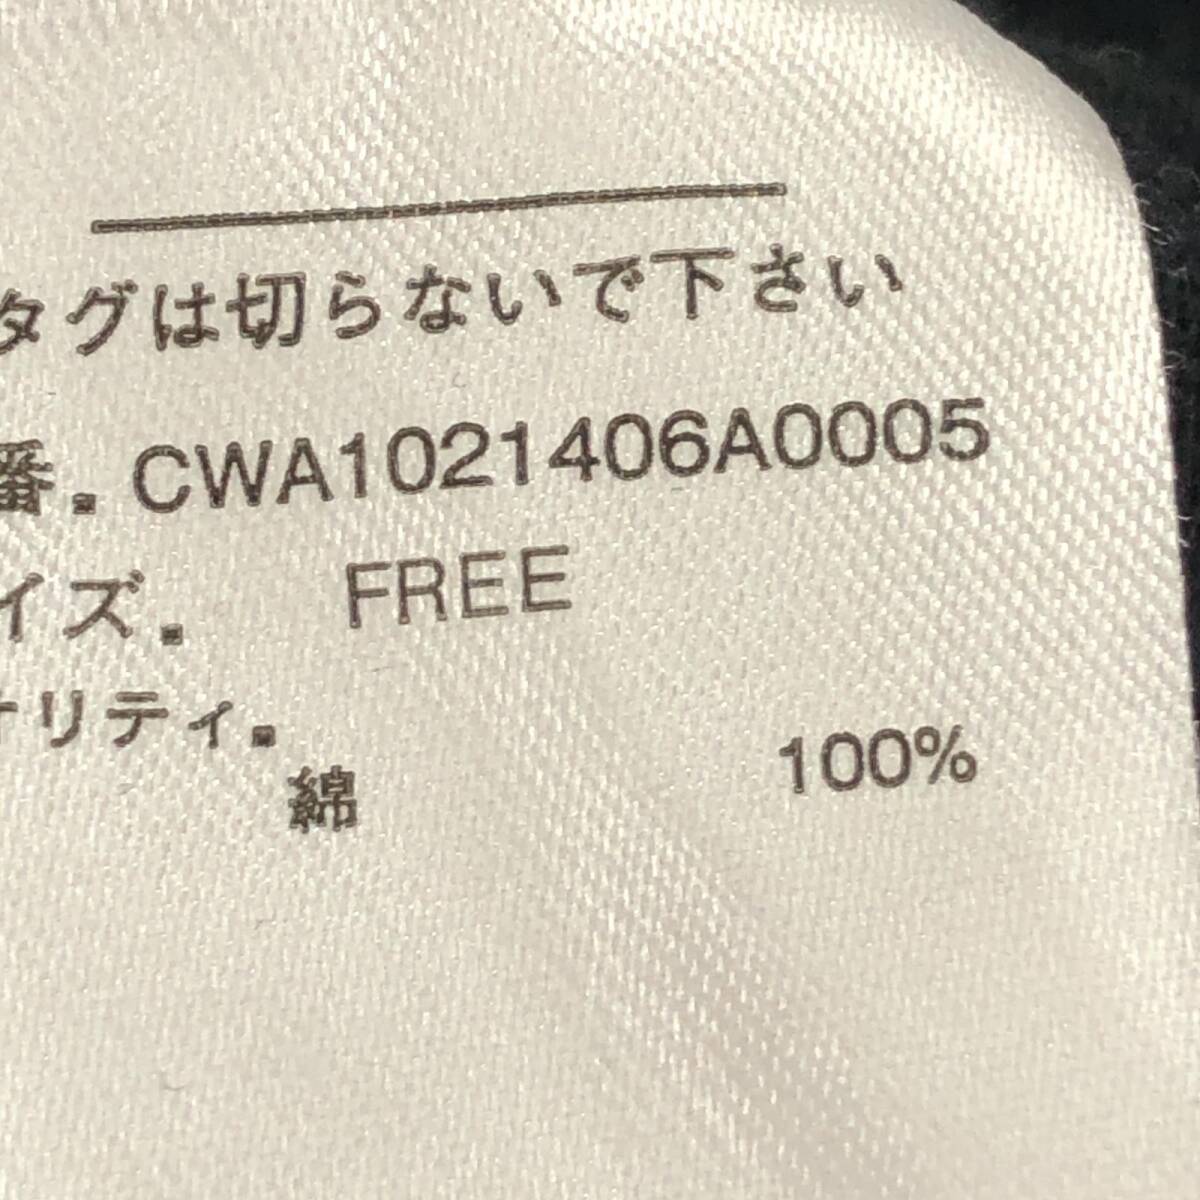 タグは切らないで下さい
番. CWA1021406A0005
イズ. FREE
オリティ.
綿 100%